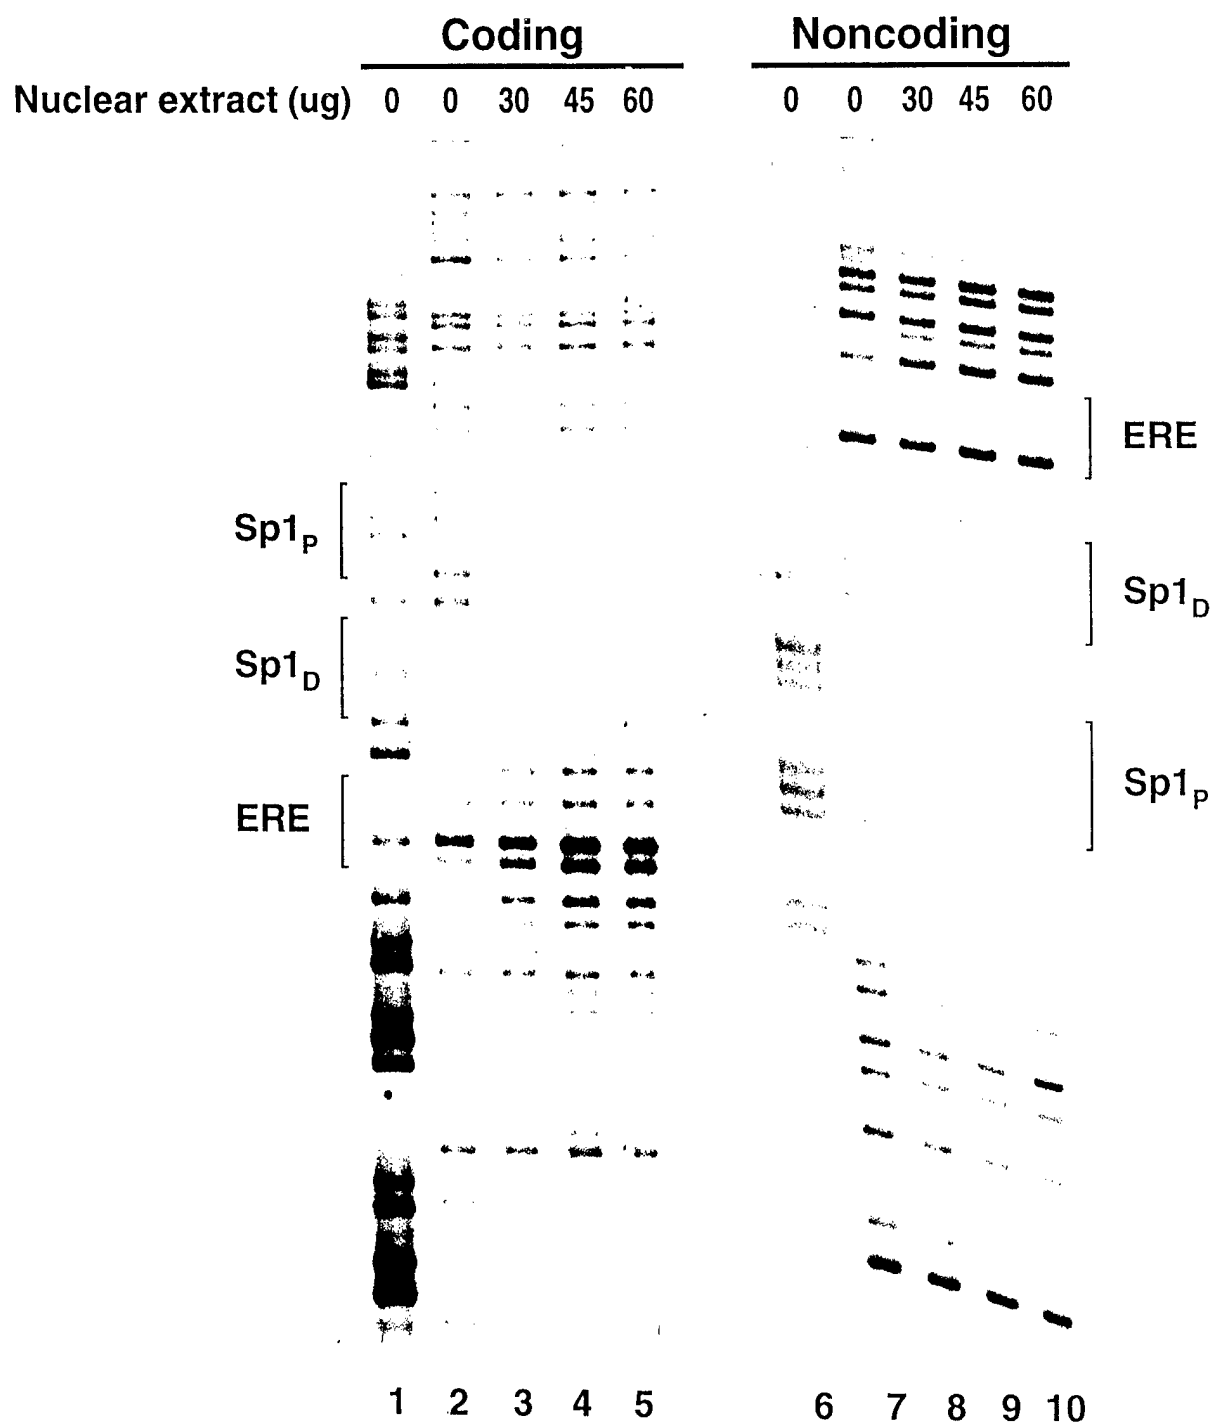 Coding Noncoding
Nuclear extract (ug) 0 0 30 45 60 0 0 30 45 60
ERE
Sp1P
Sp1D
Sp1D
Sp1P
ERE
1 2 3 4 5 6 7 8 9 10